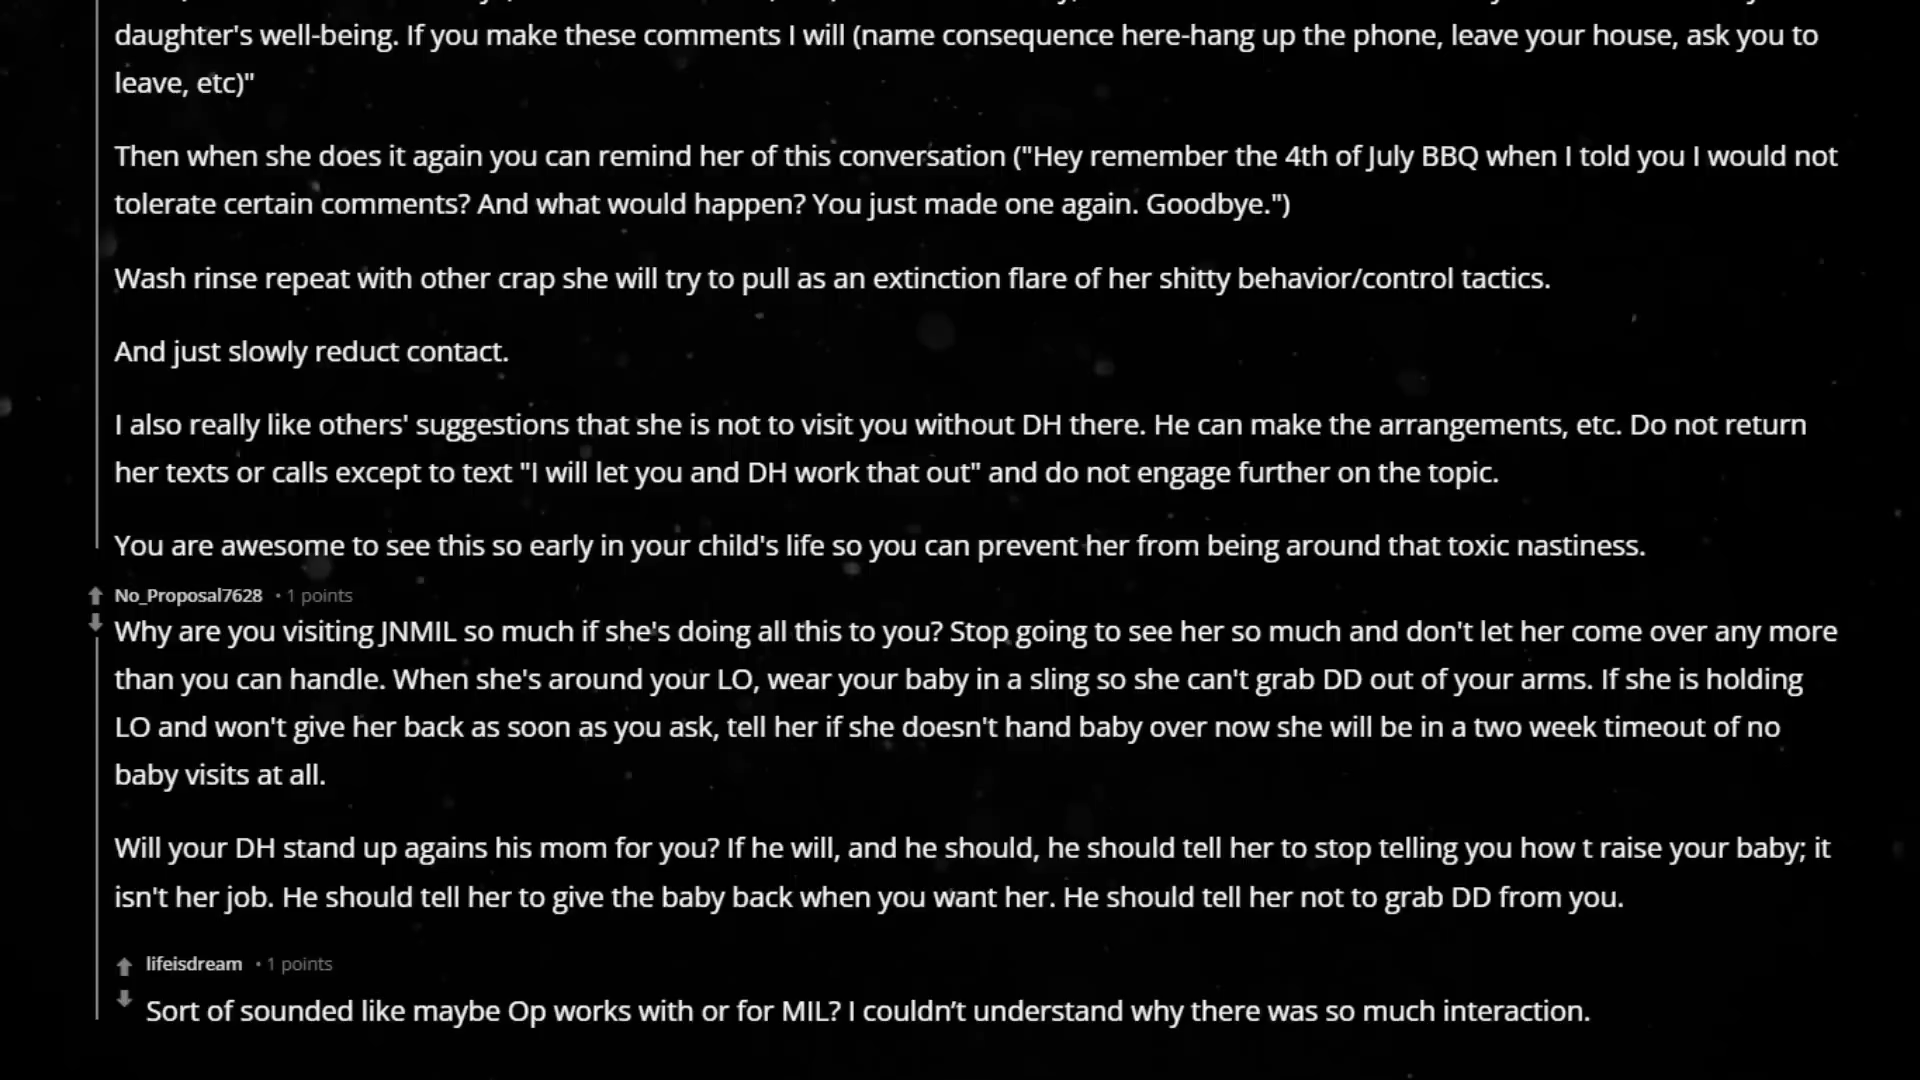 daughter's well-being. If you make these comments I will (name consequence here-hang up the phone, leave your house, ask you to
leave, etc)"
Then when she does it again you can remind her of this conversation ("Hey remember the 4th of July BBQ when I told you I would not
tolerate certain comments? And what would happen? You just made one again. Goodbye.")
Wash rinse repeat with other crap she will try to pull as an extinction flare of her shitty behavior/control tactics.
And just slowly reduct contact.
I also really like others' suggestions that she is not to visit you without DH there. He can make the arrangements, etc. Do not return
her texts or calls except to text "I will let you and DH work that out" and do not engage further on the topic.
You are awesome to see this so early in your child's life so you can prevent her from being around that toxic nastiness.
No_Proposal7628 • 1 points
Why are you visiting JNMIL so much if she's doing all this to you? Stop going to see her so much and don't let her come over any more
than you can handle. When she's around your LO, wear your baby in a sling so she can't grab DD out of your arms. If she is holding
LO and won't give her back as soon as you ask, tell her if she doesn't hand baby over now she will be in a two week timeout of no
baby visits at all.
Will your DH stand up agains his mom for you? If he will, and he should, he should tell her to stop telling you how t raise your baby; it
isn't her job. He should tell her to give the baby back when you want her. He should tell her not to grab DD from you.
lifeisdream • 1 points
Sort of sounded like maybe Op works with or for MIL? I couldn’t understand why there was so much interaction.